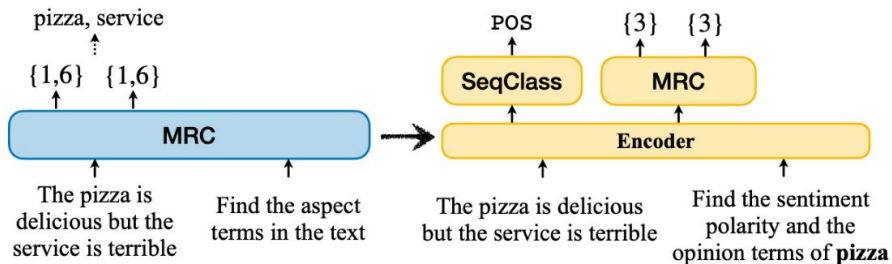 pizza, service
{1,6} {1,6}
MRC
The pizza is
delicious but the
service is terrible
Find the aspect
terms in the text
POS
{3} {3}
SeqClass
MRC
Encoder
The pizza is delicious
but the service is terrible
Find the sentiment
polarity and the
opinion terms of pizza